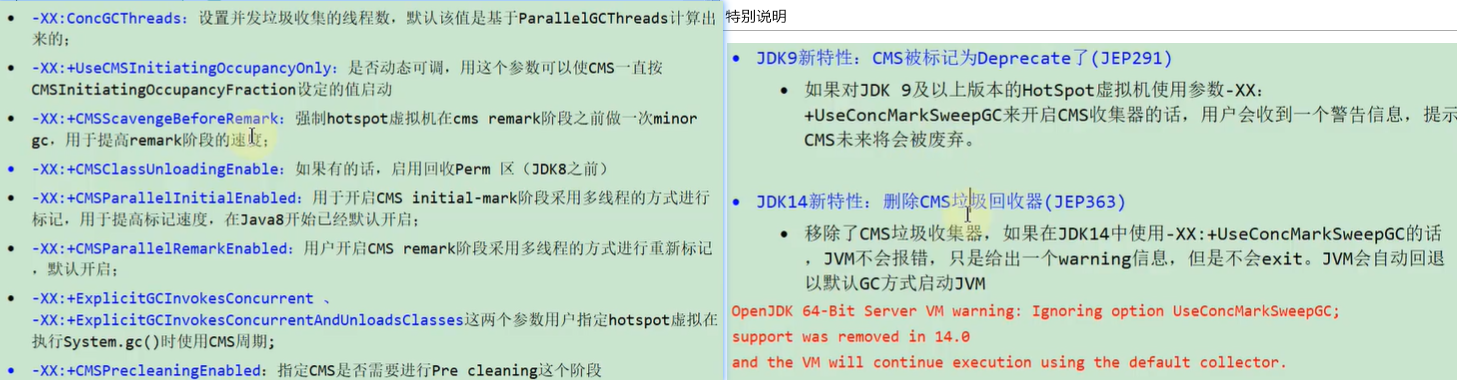 -XX:ConcGCThreads：设置并发垃圾收集的线程数，默认该值是基于ParallelGCThreads计算出
来的；
-XX:+UseCMSInitiatingOccupancyOnly：是否动态可调，用这个参数可以使CMS一直按
CMSInitiatingOccupancyFraction设定的值启动
-XX:+CMSScavengeBeforeRemark：强制hotspot虚拟机在cms remark阶段之前做一次minor
gc，用于提高remark阶段的速度；
-XX:+CMSClassUnloadingEnable：如果有的话，启用回收Perm 区（JDK8之前）
-XX:+CMSParallelInitialEnabled：用于开启CMS initial-mark阶段采用多线程的方式进行
标记，用于提高标记速度，在Java8开始已经默认开启；
-XX:+CMSParallelRemarkEnabled：用户开启CMS remark阶段采用多线程的方式进行重新标记
，默认开启；
-XX:+ExplicitGCInvokesConcurrent 、
-XX:+ExplicitGCInvokesConcurrentAndUnloadsClasses这两个参数用户指定hotspot虚拟在
执行System.gc()时使用CMS周期；
-XX:+CMSPrecleaningEnabled：指定CMS是否需要进行Pre cleaning这个阶段
特别说明
JDK9新特性：CMS被标记为Deprecate了(JEP291)
如果对JDK 9及以上版本的HotSpot虚拟机使用参数-XX：
+UseConcMarkSweepGC来开启CMS收集器的话，用户会收到一个警告信息，提示
CMS未来将会被废弃。
JDK14新特性：删除CMS垃圾回收器(JEP363)
移除了CMS垃圾收集器，如果在JDK14中使用-XX:+UseConcMarkSweepGC的话
，JVM不会报错，只是给出一个warning信息，但是不会exit。JVM会自动回退
以默认GC方式启动JVM
OpenJDK 64-Bit Server VM warning: Ignoring option UseConcMarkSweepGC;
support was removed in 14.0
and the VM will continue execution using the default collector.